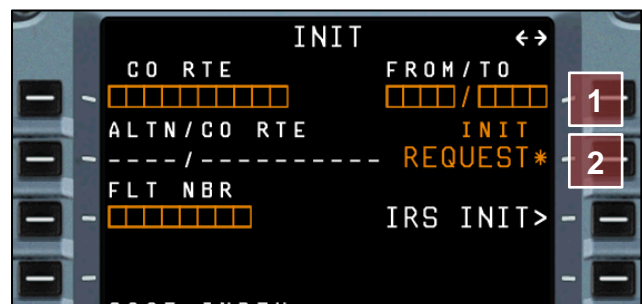 INIT ←→
CO RTE FROM/TO
/ 1
ALTN/CO RTE INIT
----/---------- REQUEST* 2
FLT NBR
IRS INIT>